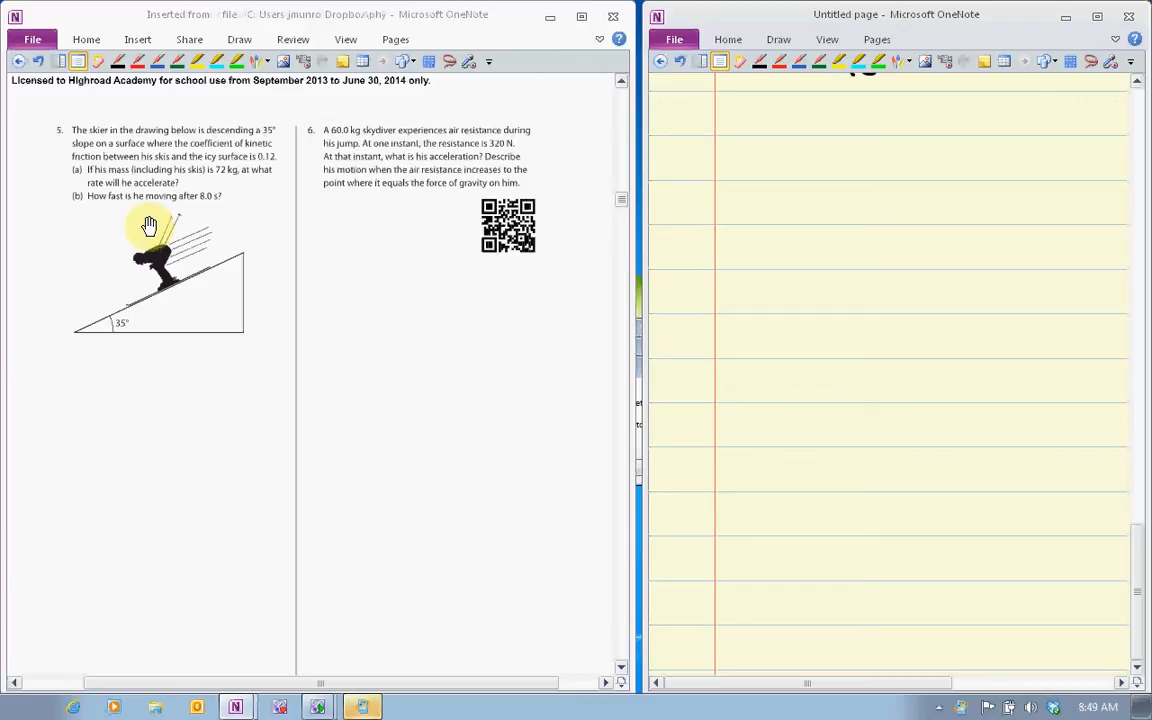 Inserted from file C: Users jmunro Dropbo - Microsoft OneNote
File Home Insert Share Draw Review View Pages
Licensed to Highroad Academy for school use from September 2013 to June 30, 2014 only.
5. The skier in the drawing below is descending a 35°
slope on a surface where the coefficient of kinetic
friction between his skis and the icy surface is 0.12.
(a) If his mass (including his skis) is 72 kg, at what
rate will he accelerate?
(b) How fast is he moving after 8.0 s?
35°
6. A 60.0 kg skydiver experiences air resistance during
his jump. At one instant, the resistance is 320 N.
At that instant, what is his acceleration? Describe
his motion when the air resistance increases to the
point where it equals the force of gravity on him.
Untitled page - Microsoft OneNote
File Home Draw View Pages
8:49 AM